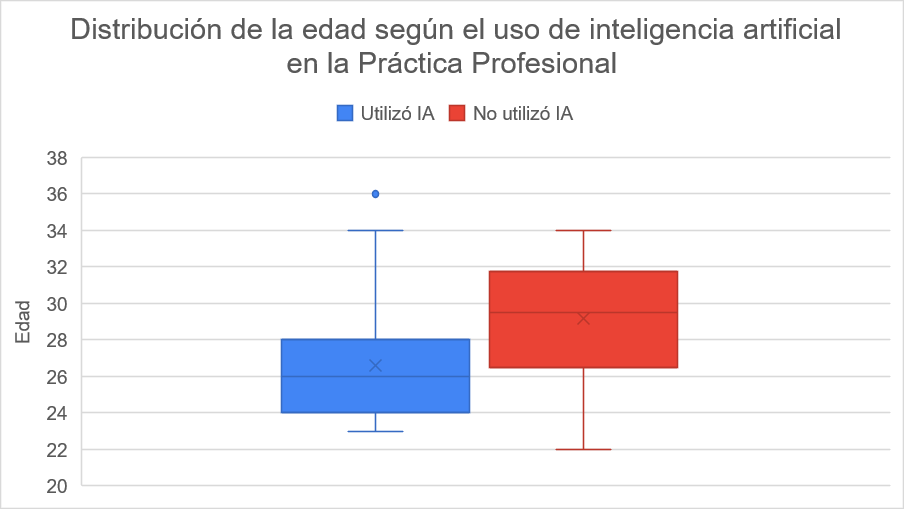 Distribución de la edad según el uso de inteligencia artificial
en la Práctica Profesional
Utilizó IA No utilizó IA
38
36
34
32
30
28
26
24
22
20
Edad